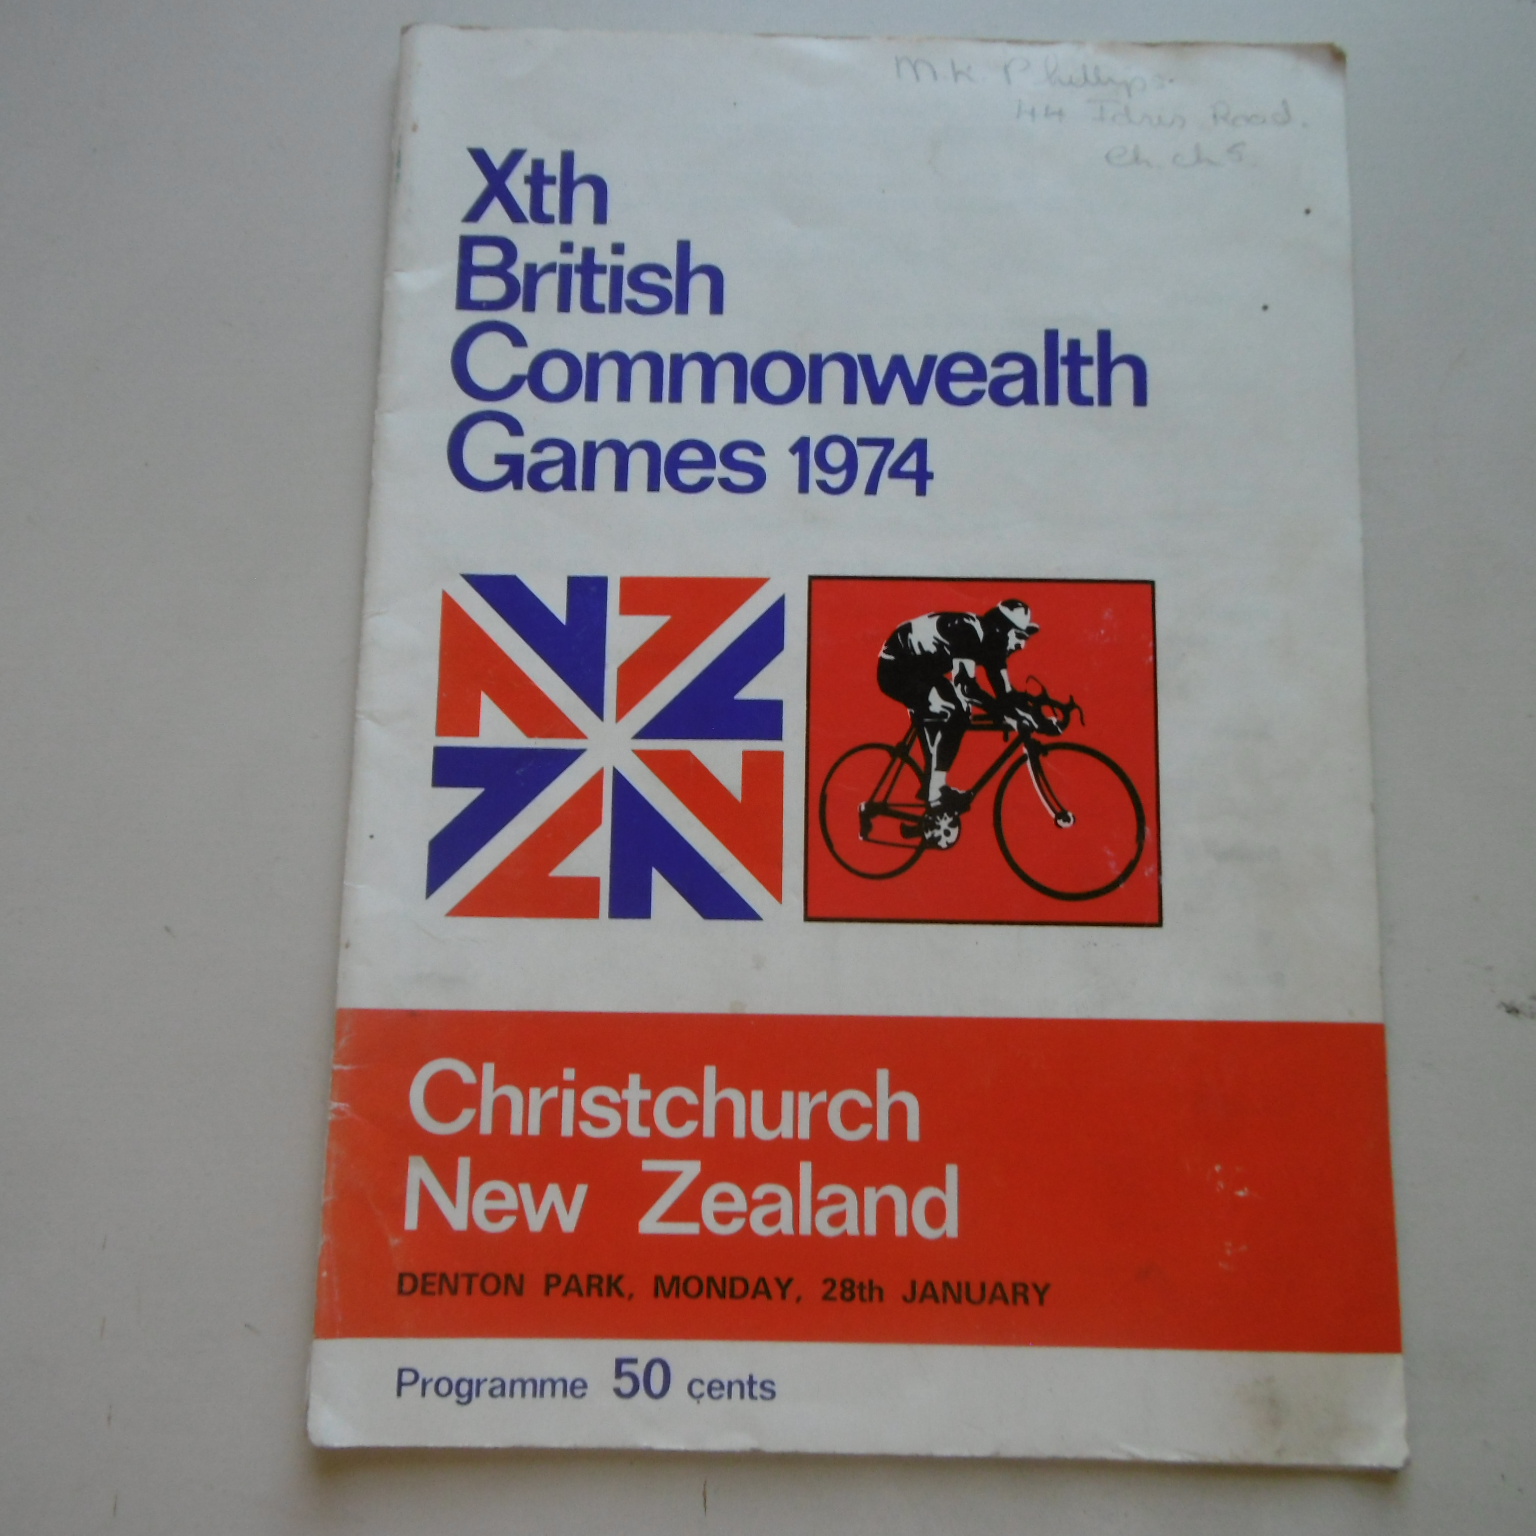 M.K. Phillips.
44 Idris Road.
Ch. ch 5.
Xth
British
Commonwealth
Games 1974
Christchurch
New Zealand
DENTON PARK, MONDAY, 28th JANUARY
Programme 50 cents